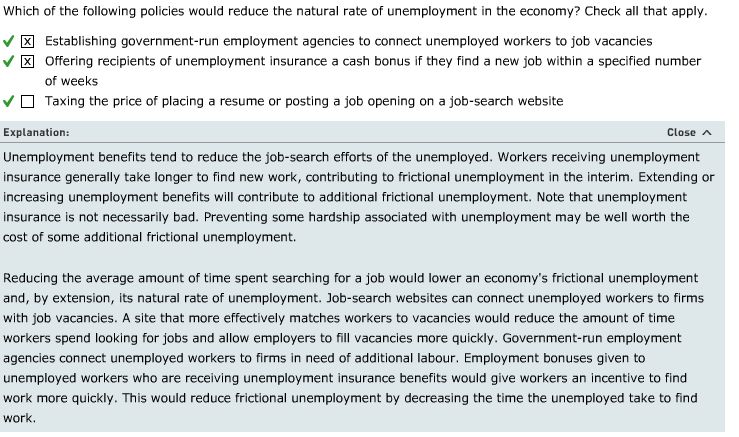 Which of the following policies would reduce the natural rate of unemployment in the economy? Check all that apply.
Establishing government-run employment agencies to connect unemployed workers to job vacancies
Offering recipients of unemployment insurance a cash bonus if they find a new job within a specified number
of weeks
Taxing the price of placing a resume or posting a job opening on a job-search website
Explanation: Close
Unemployment benefits tend to reduce the job-search efforts of the unemployed. Workers receiving unemployment
insurance generally take longer to find new work, contributing to frictional unemployment in the interim. Extending or
increasing unemployment benefits will contribute to additional frictional unemployment. Note that unemployment
insurance is not necessarily bad. Preventing some hardship associated with unemployment may be well worth the
cost of some additional frictional unemployment.
Reducing the average amount of time spent searching for a job would lower an economy's frictional unemployment
and, by extension, its natural rate of unemployment. Job-search websites can connect unemployed workers to firms
with job vacancies. A site that more effectively matches workers to vacancies would reduce the amount of time
workers spend looking for jobs and allow employers to fill vacancies more quickly. Government-run employment
agencies connect unemployed workers to firms in need of additional labour. Employment bonuses given to
unemployed workers who are receiving unemployment insurance benefits would give workers an incentive to find
work more quickly. This would reduce frictional unemployment by decreasing the time the unemployed take to find
work.